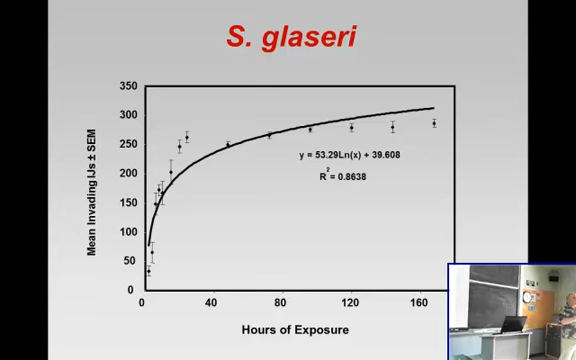 S. glaseri
350
300
250
200
150
100
50
0
Mean Invading IJs ± SEM
y = 53.29Ln(x) + 39.608
R² = 0.8638
0 40 80 120 160
Hours of Exposure